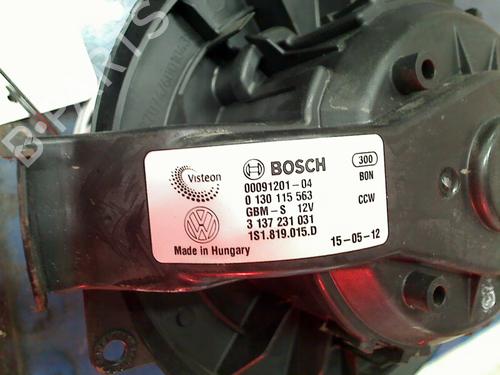 Visteon
BOSCH
300
00091201-04
BON
0 130 115 563
GBM-S 12V
CCW
3 137 231 031
1S1.819.015.D
Made in Hungary
15-05-12
B-PARTS